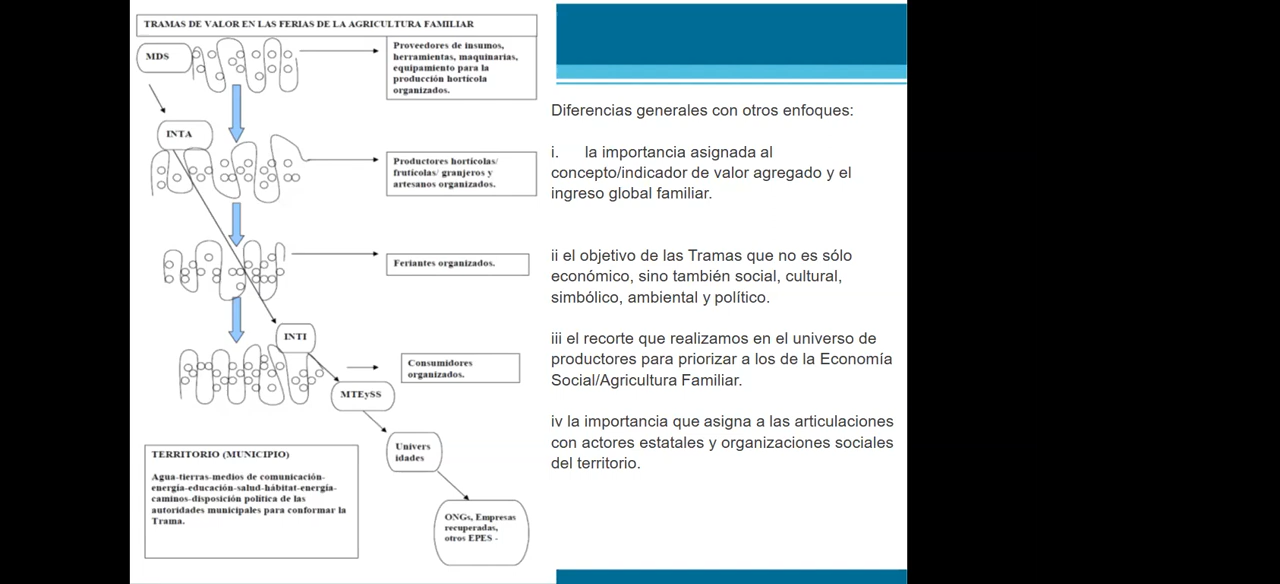 TRAMAS DE VALOR EN LAS FERIAS DE LA AGRICULTURA FAMILIAR
MDS
Proveedores de insumos,
herramientas, maquinarias,
equipamiento para la
producción hortícola
organizados.
INTA
Productores hortícolas/
frutícolas/ granjeros y
artesanos organizados.
Feriantes organizados.
INTI
Consumidores
organizados.
MTEySS
Univers
idades
ONGs, Empresas
recuperadas,
otros EPES -
TERRITORIO (MUNICIPIO)
Agua-tierras-medios de comunicación-
energía-educación-salud-hábitat-energía-
caminos-disposición política de las
autoridades municipales para conformar la
Trama.
Diferencias generales con otros enfoques:
i. la importancia asignada al
concepto/indicador de valor agregado y el
ingreso global familiar.
ii el objetivo de las Tramas que no es sólo
económico, sino también social, cultural,
simbólico, ambiental y político.
iii el recorte que realizamos en el universo de
productores para priorizar a los de la Economía
Social/Agricultura Familiar.
iv la importancia que asigna a las articulaciones
con actores estatales y organizaciones sociales
del territorio.